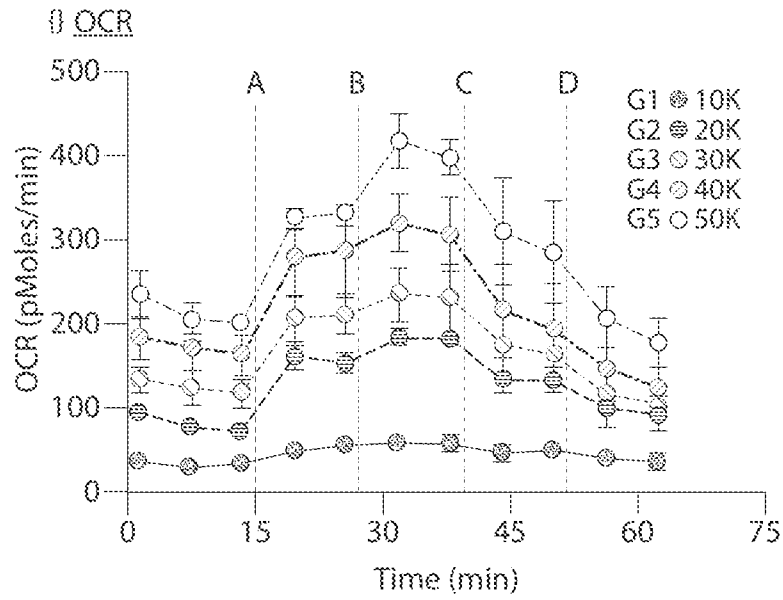 i) OCR
500
400
300
200
100
0
OCR (pMoles/min)
A B C D
G1 10K
G2 20K
G3 30K
G4 40K
G5 50K
0 15 30 45 60 75
Time (min)